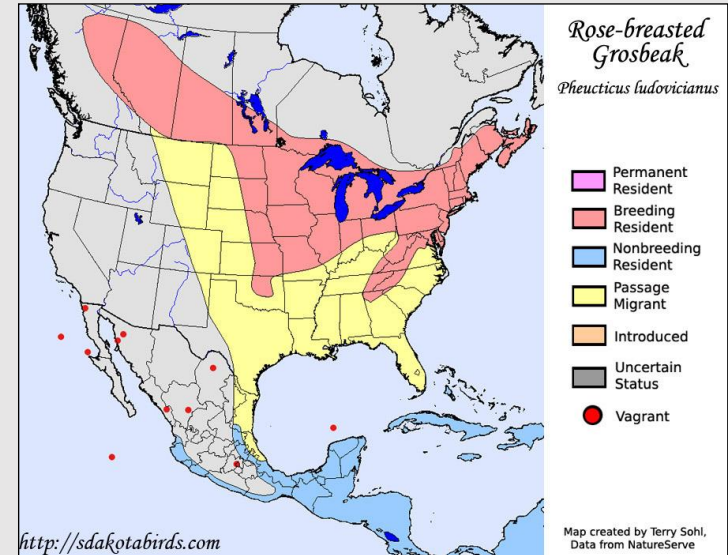 Rose-breasted
Grosbeak
Pheucticus ludovicianus
Permanent
Resident
Breeding
Resident
Nonbreeding
Resident
Passage
Migrant
Introduced
Uncertain
Status
Vagrant
http://sdakotabirds.com
Map created by Terry Sohl,
Data from NatureServe